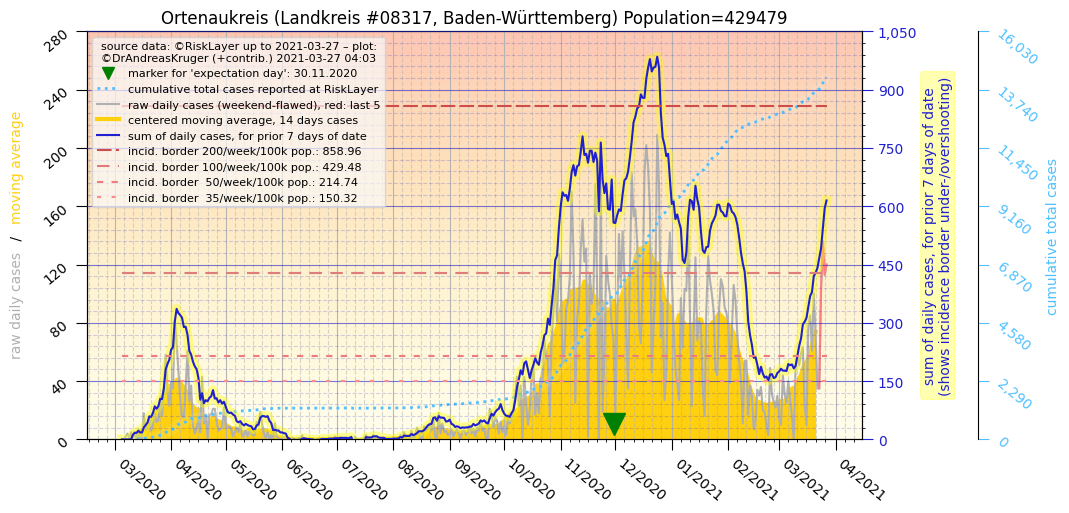 Ortenaukreis (Landkreis #08317, Baden-Württemberg) Population=429479
source data: ©RiskLayer up to 2021-03-27 – plot:
©DrAndreasKruger (+contrib.) 2021-03-27 04:03
marker for 'expectation day': 30.11.2020
cumulative total cases reported at RiskLayer
raw daily cases (weekend-flawed), red: last 5
centered moving average, 14 days cases
sum of daily cases, for prior 7 days of date
incid. border 200/week/100k pop.: 858.96
incid. border 100/week/100k pop.: 429.48
incid. border  50/week/100k pop.: 214.74
incid. border  35/week/100k pop.: 150.32
raw daily cases  /  moving average
280
240
200
160
120
80
40
0
03/2020
04/2020
05/2020
06/2020
07/2020
08/2020
09/2020
10/2020
11/2020
12/2020
01/2021
02/2021
03/2021
04/2021
1,050
900
750
600
450
300
150
0
sum of daily cases, for prior 7 days of date
(shows incidence border under-/overshooting)
16,030
13,740
11,450
9,160
6,870
4,580
2,290
0
cumulative total cases